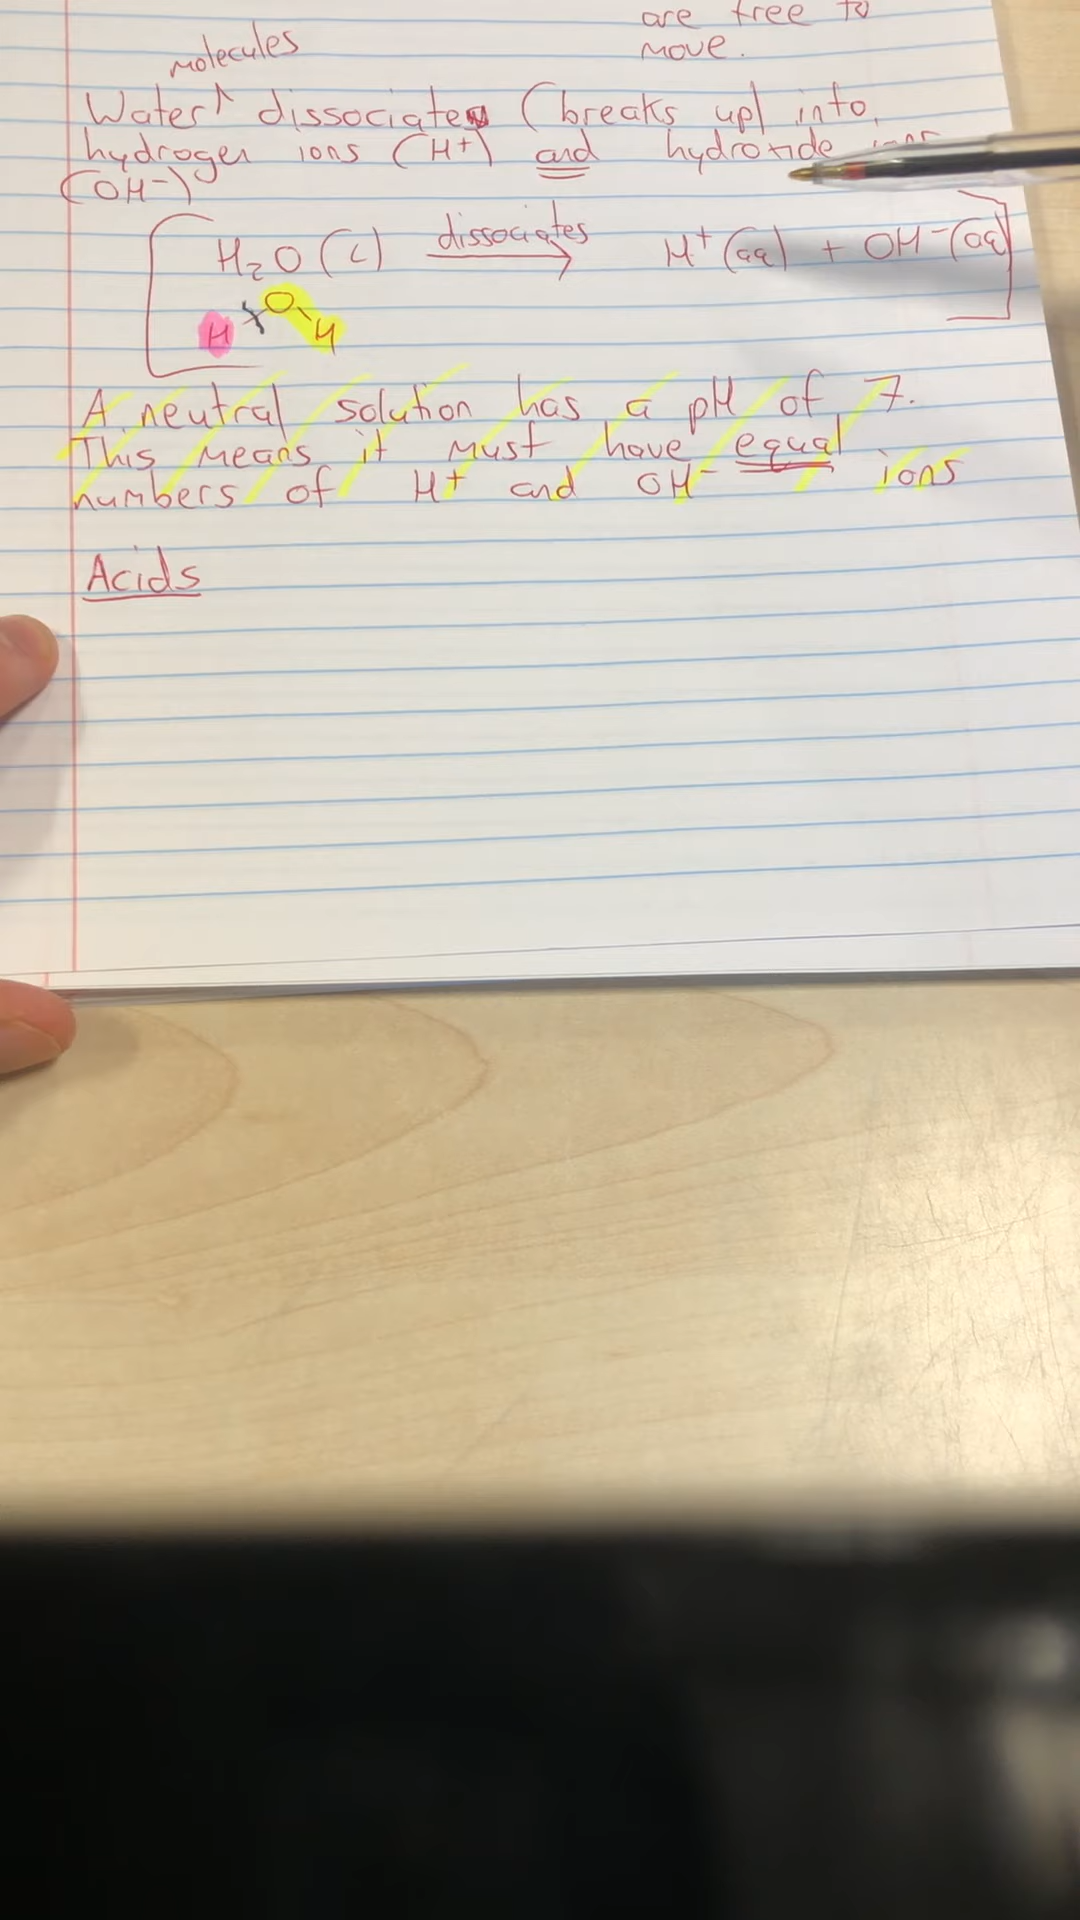 are free to
move.
molecules
Water^ dissociates (breaks up) into
hydrogen ions (H+) and hydroxide ions
(OH-)
H₂O (l) dissociates → H⁺(aq) + OH⁻(aq)
H O H
A neutral solution has a pH of 7.
This means it must have equal
numbers of H+ and OH⁻ ions
Acids